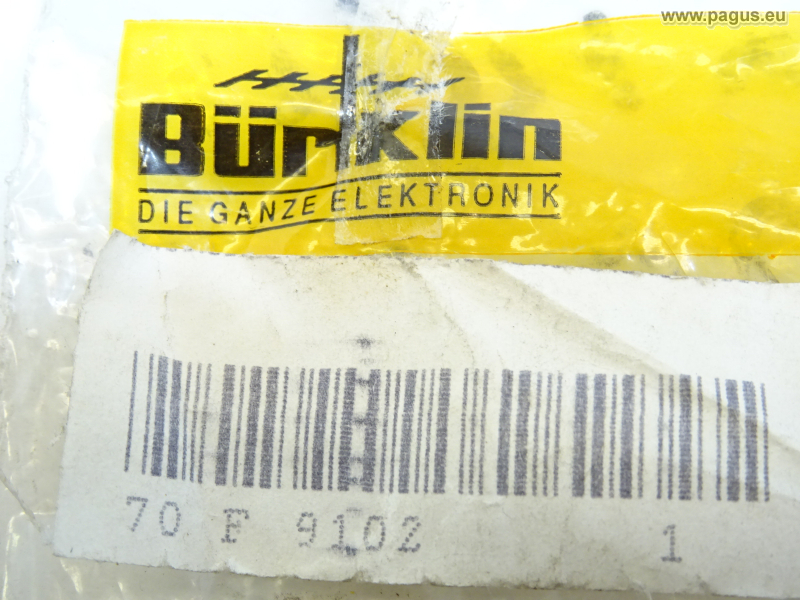 www.pagus.eu
Bürklin
DIE GANZE ELEKTRONIK
70 F 9102 1